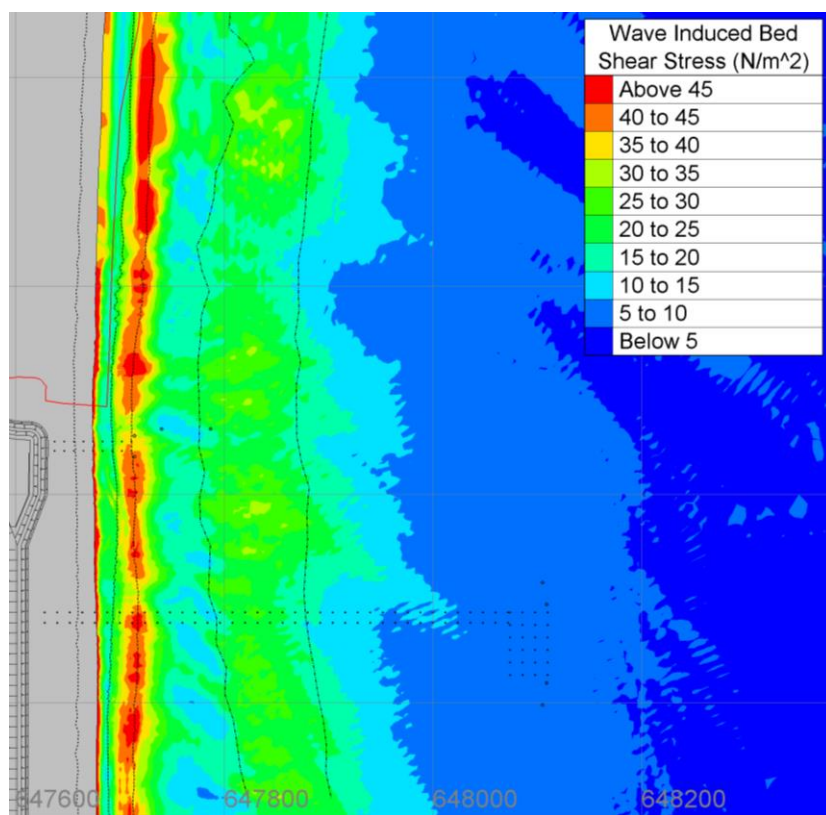 Wave Induced Bed
Shear Stress (N/m^2)
Above 45
40 to 45
35 to 40
30 to 35
25 to 30
20 to 25
15 to 20
10 to 15
5 to 10
Below 5
647600
647800
648000
648200